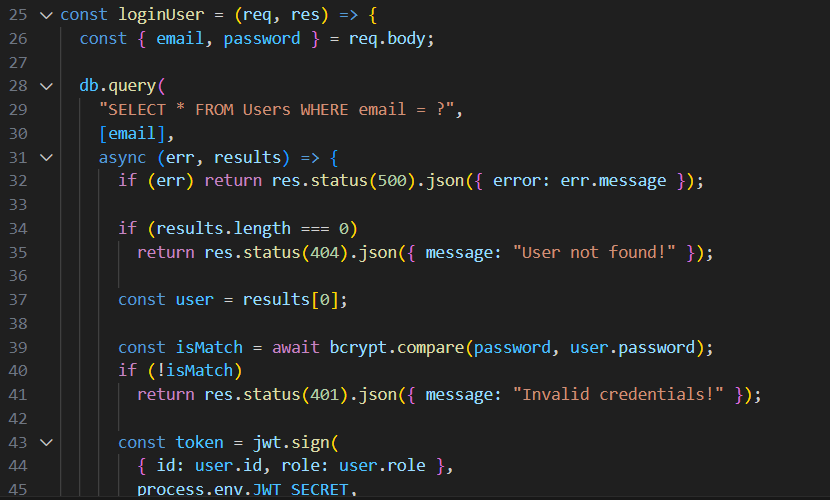 25 const loginUser = (req, res) => {
26 const { email, password } = req.body;
27
28 db.query(
29 "SELECT * FROM Users WHERE email = ?",
30 [email],
31 async (err, results) => {
32 if (err) return res.status(500).json({ error: err.message });
33
34 if (results.length === 0)
35 return res.status(404).json({ message: "User not found!" });
36
37 const user = results[0];
38
39 const isMatch = await bcrypt.compare(password, user.password);
40 if (!isMatch)
41 return res.status(401).json({ message: "Invalid credentials!" });
42
43 const token = jwt.sign(
44 { id: user.id, role: user.role },
45 process.env.JWT_SECRET,